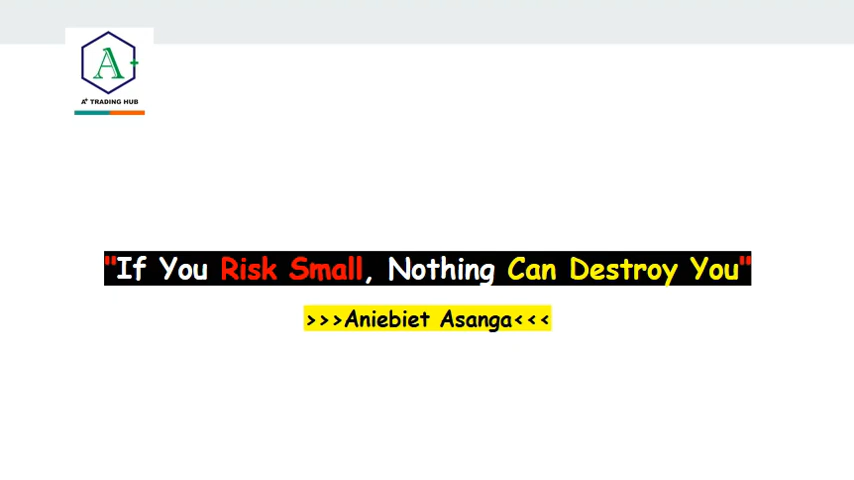 A+
A+ TRADING HUB
"If You Risk Small, Nothing Can Destroy You"
>>>Aniebiet Asanga<<<